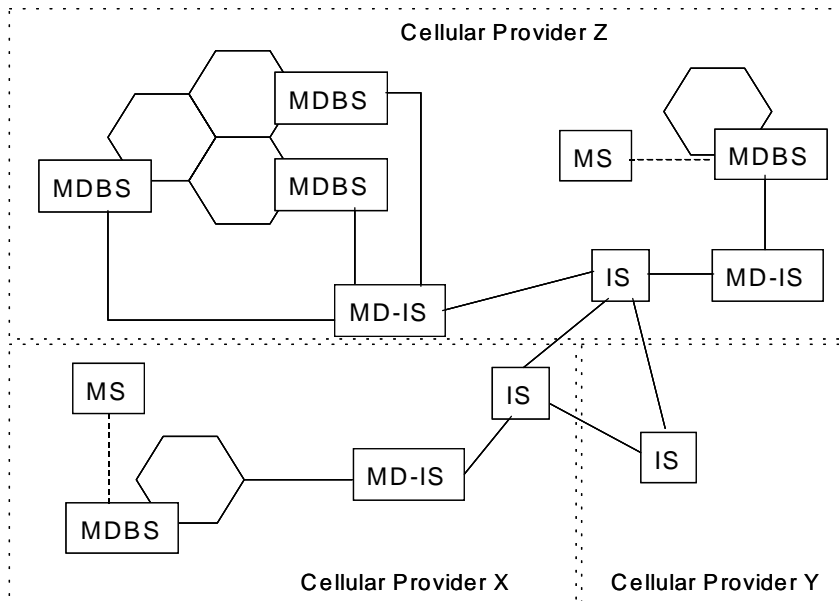 Cellular Provider Z
MDBS
MDBS
MS
MDBS
MDBS
IS
MD-IS
MD-IS
MS
IS
IS
MD-IS
MDBS
Cellular Provider X
Cellular Provider Y